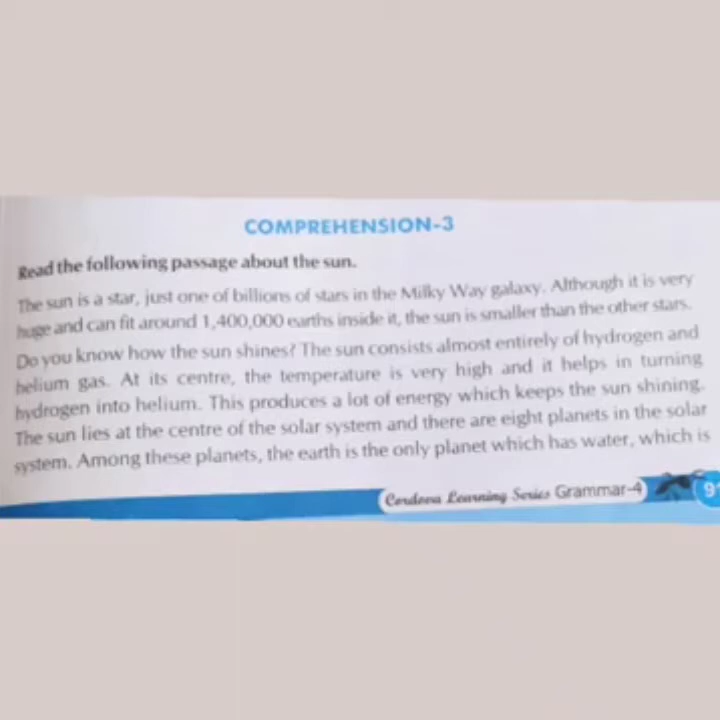 COMPREHENSION-3
Read the following passage about the sun.
The sun is a star, just one of billions of stars in the Milky Way galaxy. Although it is very
huge and can fit around 1,400,000 earths inside it, the sun is smaller than the other stars.
Do you know how the sun shines? The sun consists almost entirely of hydrogen and
helium gas. At its centre, the temperature is very high and it helps in turning
hydrogen into helium. This produces a lot of energy which keeps the sun shining.
The sun lies at the centre of the solar system and there are eight planets in the solar
system. Among these planets, the earth is the only planet which has water, which is
Cordova Learning Series Grammar-4